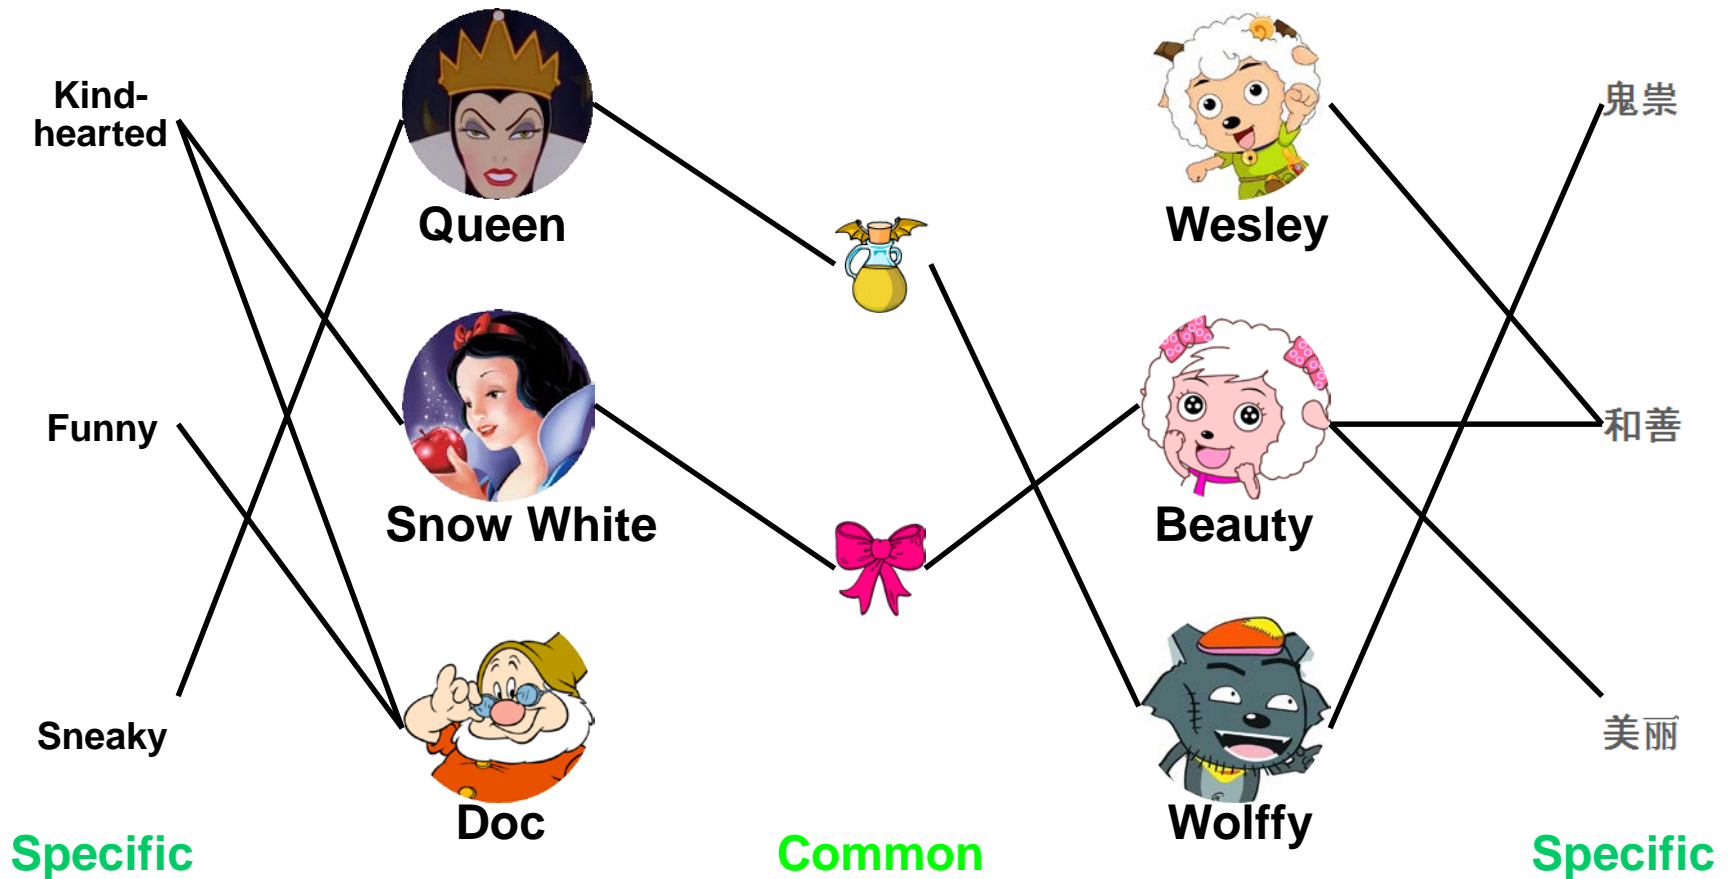 Kind-
hearted
Funny
Sneaky
Specific
Queen
Snow White
Doc
Common
Wesley
Beauty
Wolffy
鬼祟
和善
美丽
Specific